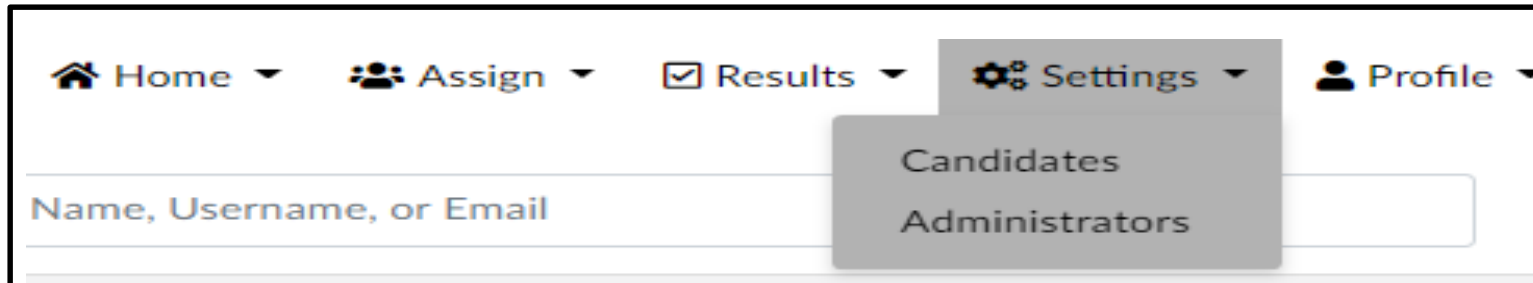 Home Assign Results Settings Profile
Candidates
Name, Username, or Email
Administrators